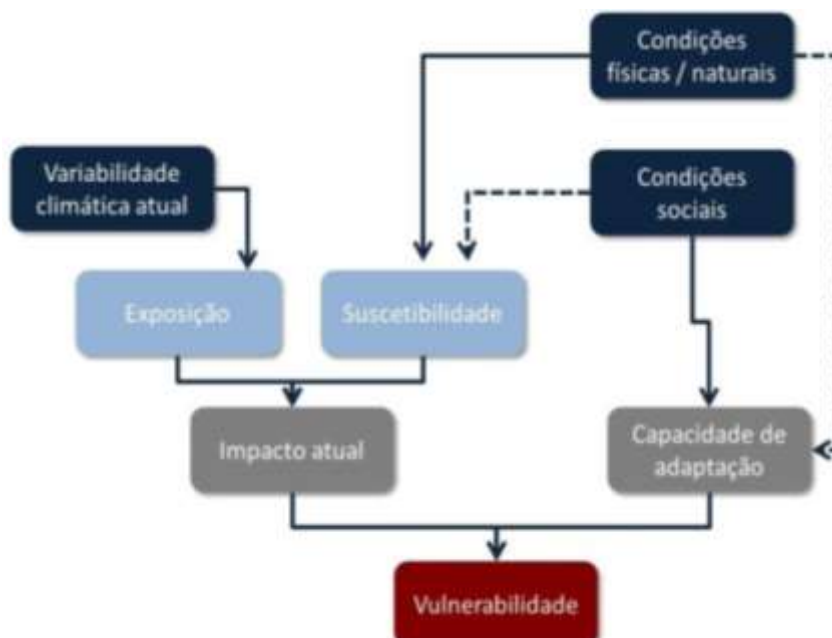 Condições
físicas / naturais
Variabilidade
climática atual
Condições
sociais
Exposição
Suscetibilidade
Impacto atual
Capacidade de
adaptação
Vulnerabilidade